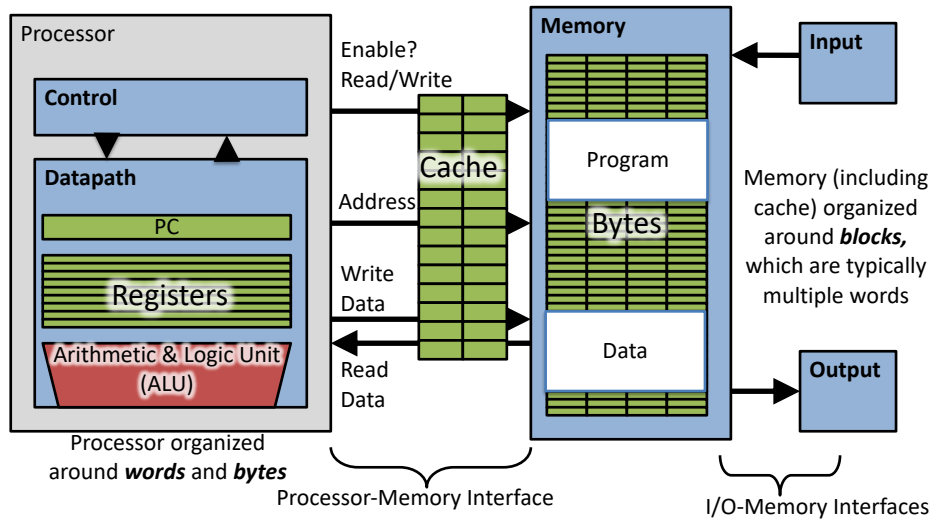 Processor
Control
Datapath
PC
Registers
Arithmetic & Logic Unit
(ALU)
Processor organized
around words and bytes
Enable?
Read/Write
Cache
Address
Write
Data
Read
Data
Processor-Memory Interface
Memory
Program
Bytes
Data
Input
Memory (including
cache) organized
around blocks,
which are typically
multiple words
Output
I/O-Memory Interfaces